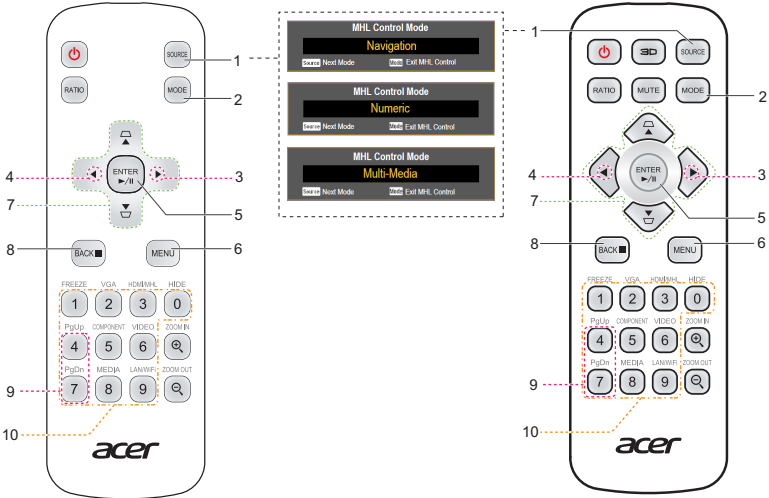 SOURCE
1
RATIO
MODE
2
4
ENTER
3
7
5
8
BACK
MENU
6
FREEZE VGA HDMI/MHL HIDE
1 2 3 0
PgUp COMPONENT VIDEO ZOOM IN
4 5 6
PgDn MEDIA LAN/WiFi ZOOM OUT
7 8 9
9
10
acer
MHL Control Mode
Navigation
Source Next Mode Mode Exit MHL Control
MHL Control Mode
Numeric
Source Next Mode Mode Exit MHL Control
MHL Control Mode
Multi-Media
Source Next Mode Mode Exit MHL Control
1
3D SOURCE
RATIO MUTE MODE
2
4
ENTER
3
7
5
8
BACK
MENU
6
FREEZE VGA HDMI/MHL HIDE
1 2 3 0
PgUp COMPONENT VIDEO ZOOM IN
4 5 6
PgDn MEDIA LAN/WiFi ZOOM OUT
7 8 9
9
10
acer